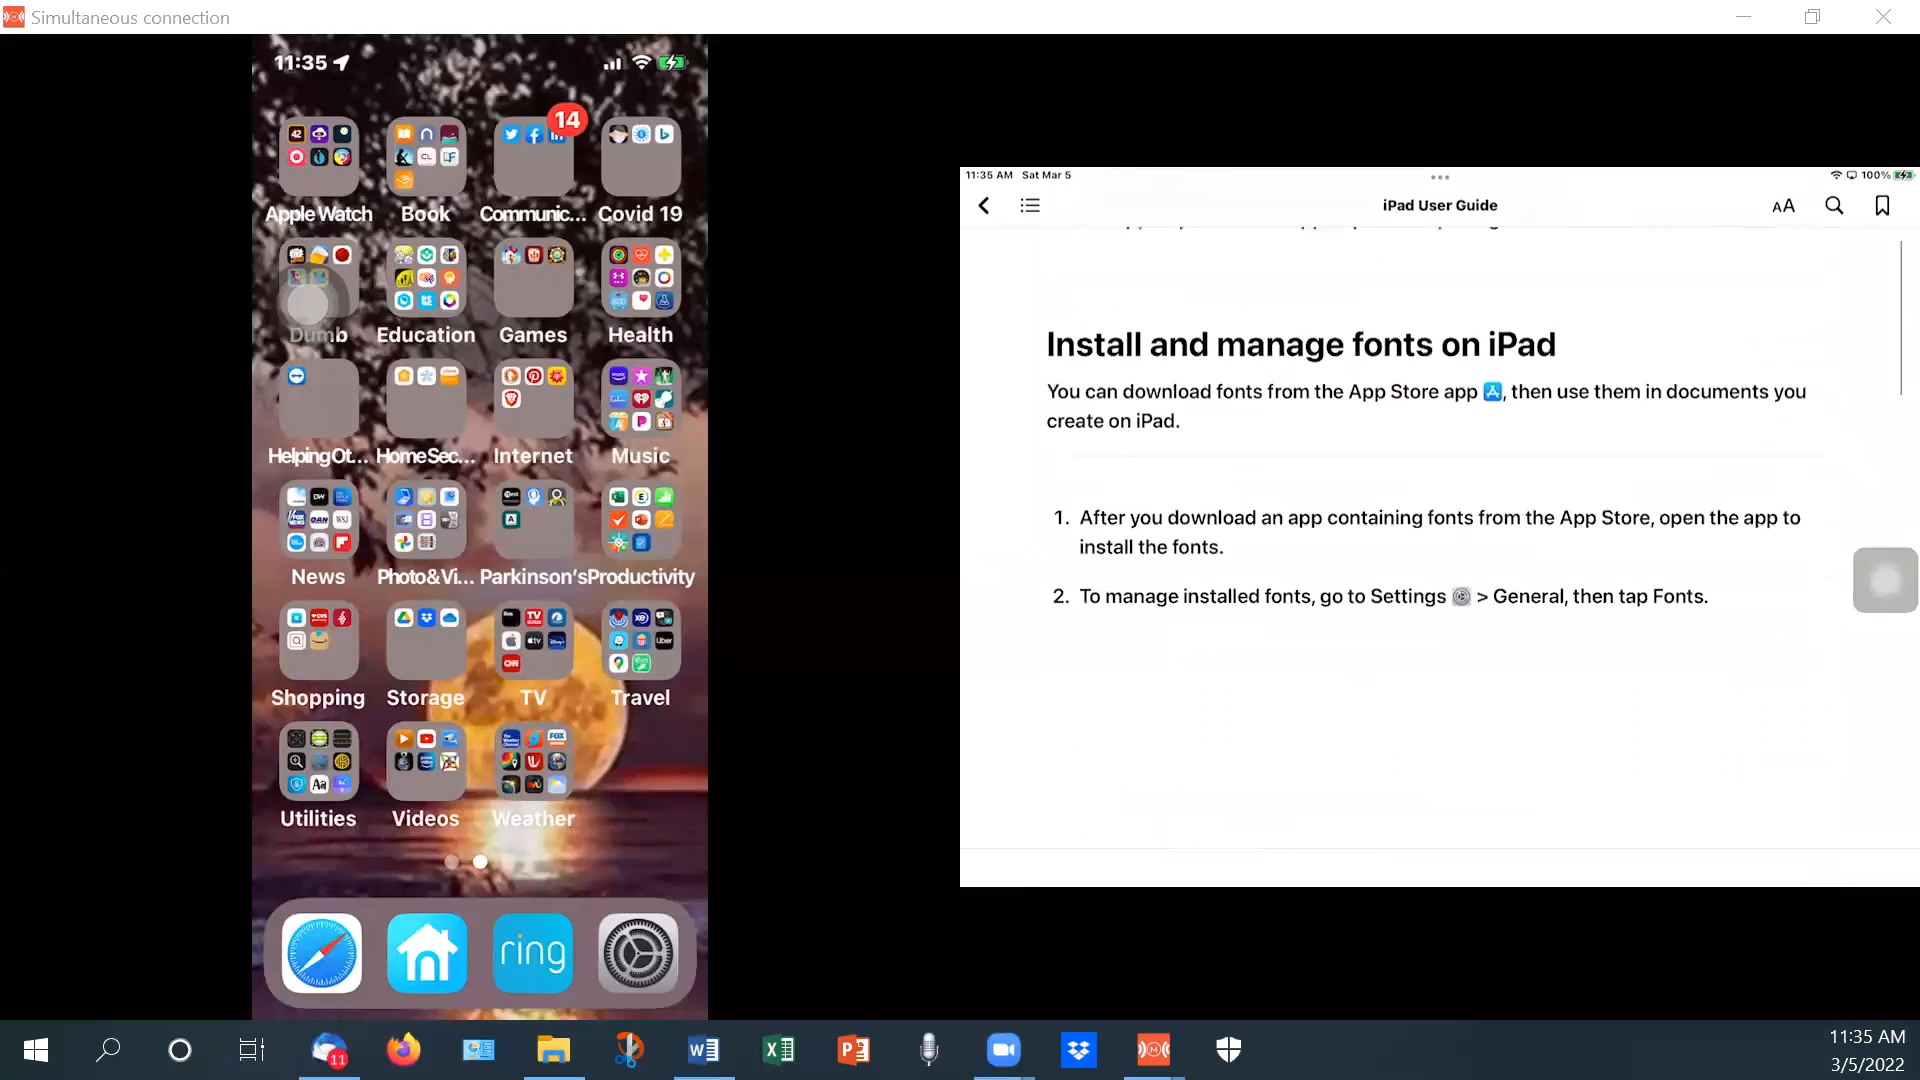 Simultaneous connection
11:35
14
Apple Watch
Book
Communic...
Covid 19
Dumb
Education
Games
Health
Helping Ot...
Home Sec...
Internet
Music
News
Photo & Vi...
Parkinson's
Productivity
Shopping
Storage
TV
Travel
Utilities
Videos
Weather
ring
11:35 AM Sat Mar 5
100%
iPad User Guide
AA
Install and manage fonts on iPad
You can download fonts from the App Store app , then use them in documents you
create on iPad.
1. After you download an app containing fonts from the App Store, open the app to
install the fonts.
2. To manage installed fonts, go to Settings > General, then tap Fonts.
11
11:35 AM
3/5/2022